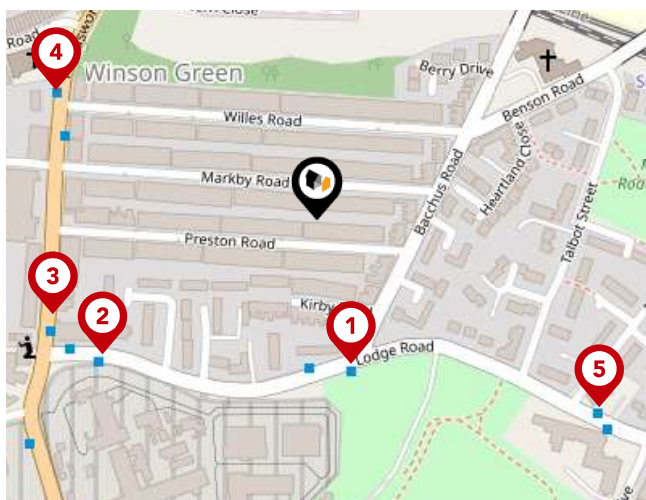 Close
Road
4
Winson Green
Berry Drive
Benson Road
Willes Road
Heartland Close
Markby Road
Bacchus Road
Talbot Street
Preston Road
3
Kirby
2
1
Lodge Road
5